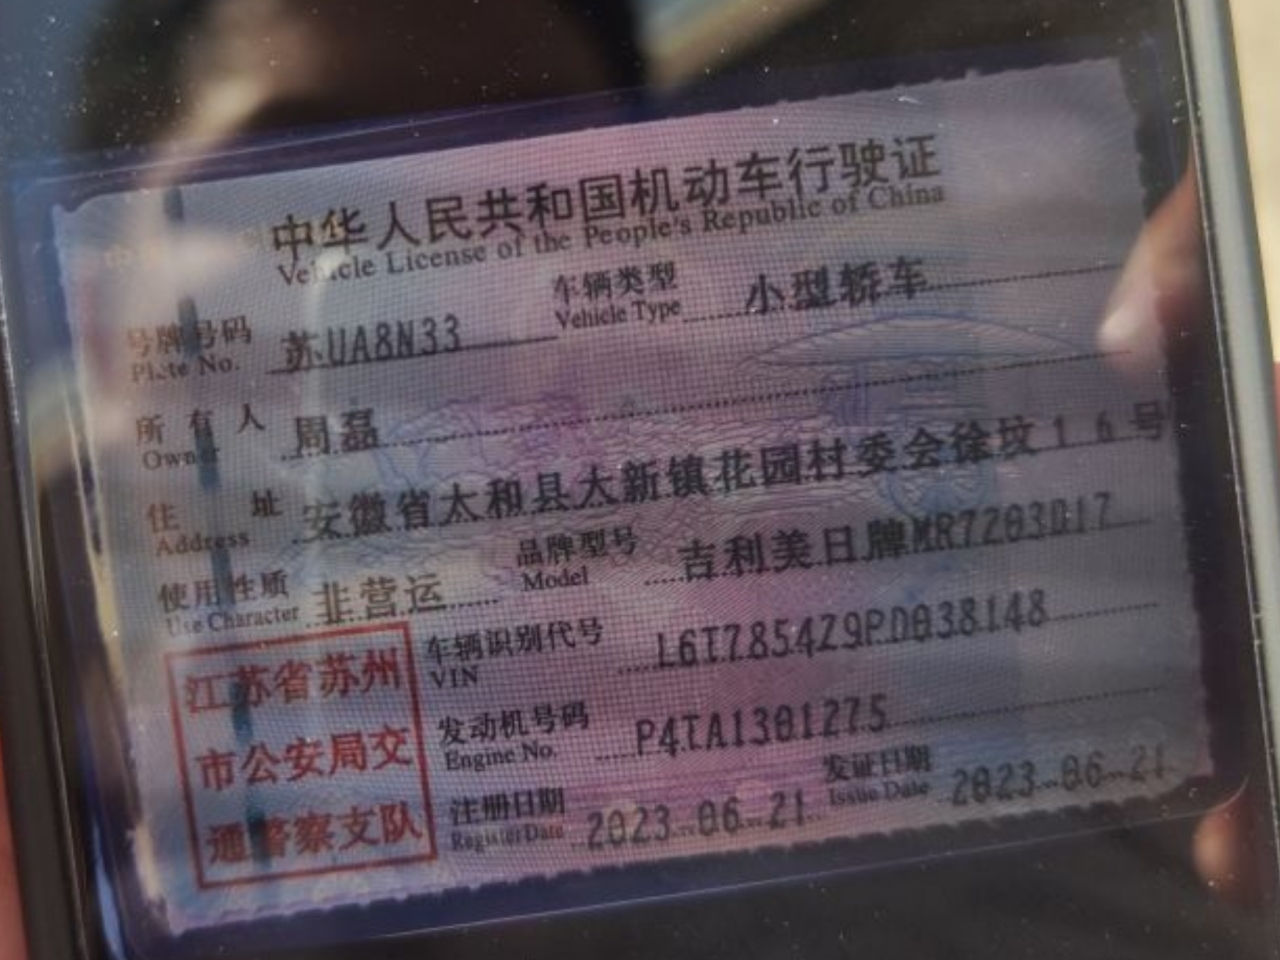 中华人民共和国机动车行驶证
Vehicle License of the People's Republic of China
号牌号码 苏UA8N33 车辆类型 小型轿车
Plate No. Vehicle Type
所有人 周磊
Owner
住址 安徽省太和县大新镇花园村委会徐坟16号
Address
使用性质 非营运 品牌型号 吉利美日牌MR7203D17
Use Character Model
江苏省苏州
市公安局交
通警察支队
车辆识别代号 L6T7854Z9PD038148
VIN
发动机号码 P4TA1301275
Engine No.
注册日期 2023-06-21 发证日期 2023-06-21
Register Date Issue Date